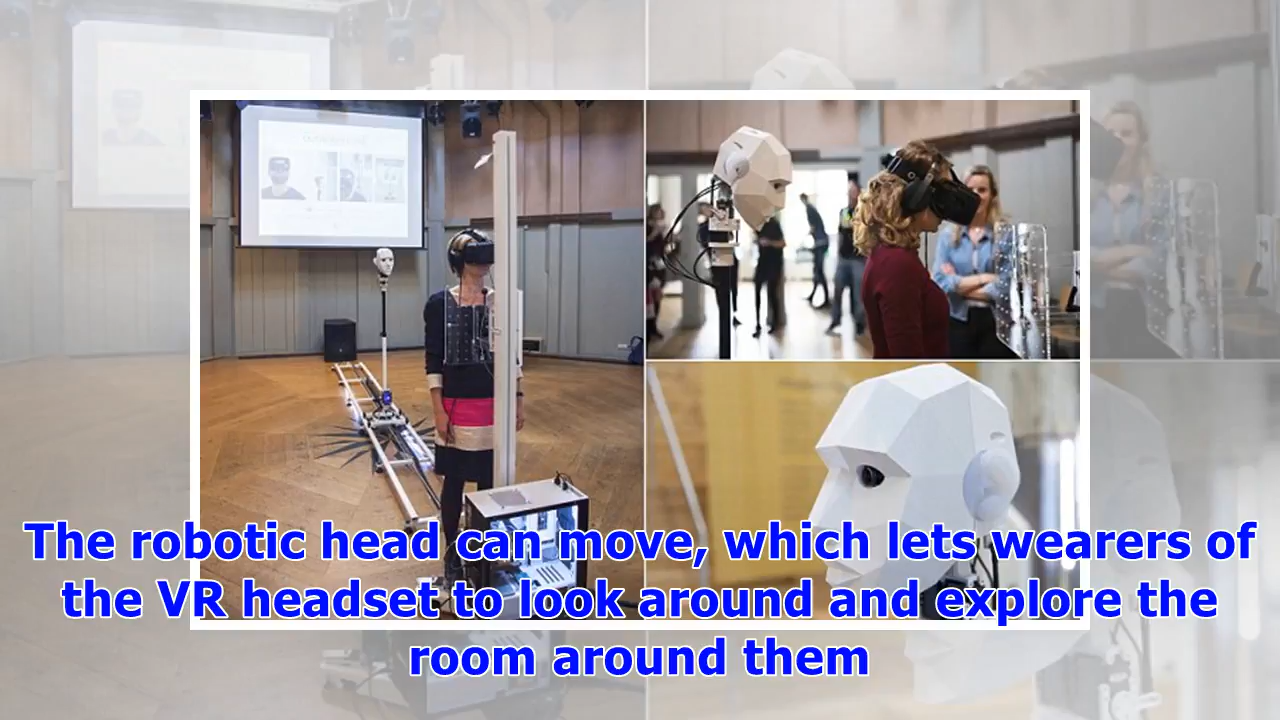 The robotic head can move, which lets wearers of
the VR headset to look around and explore the
room around them